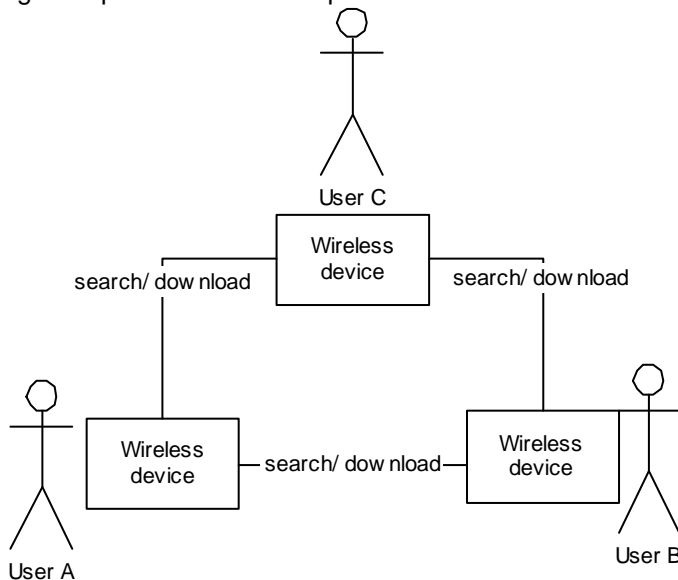 User C
Wireless
device
search/ dow nload
search/ dow nload
Wireless
device
search/ dow nload
Wireless
device
User A
User B